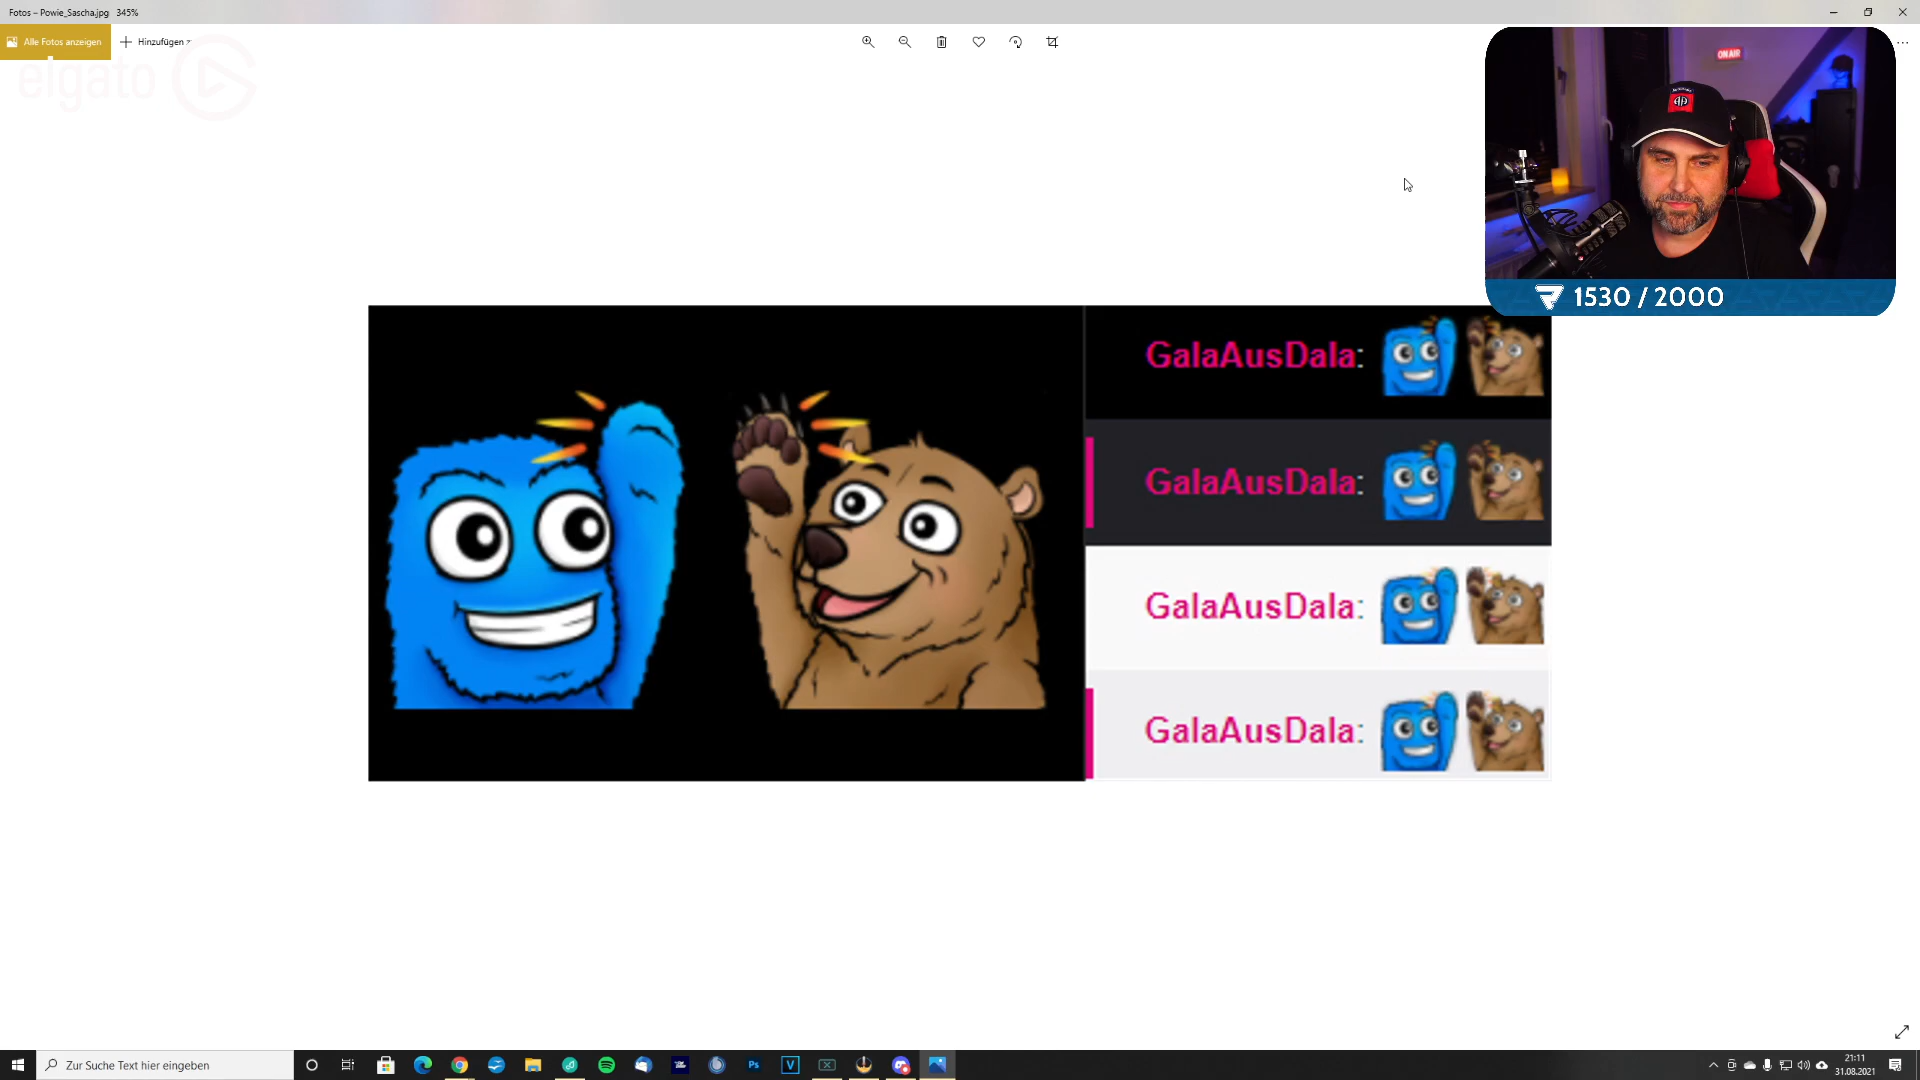 Fotos – Powie_Sascha.jpg 345%
Alle Fotos anzeigen
Hinzufügen z
elgato
ON AIR
1530 / 2000
GalaAusDala:
GalaAusDala:
GalaAusDala:
GalaAusDala:
Zur Suche Text hier eingeben
Ps
V
21:11
31.08.2021